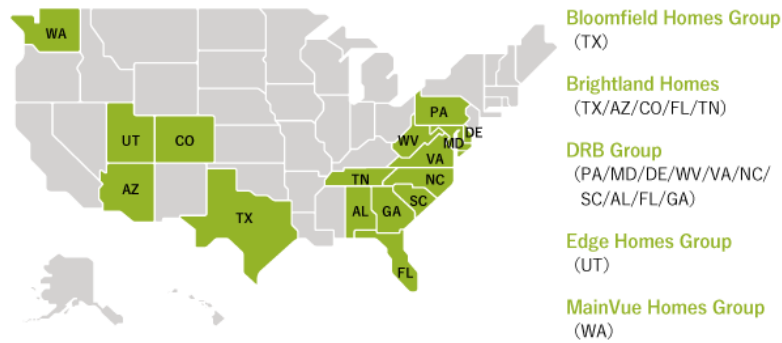 WA
UT
CO
AZ
TX
PA
DE
WV
MD
VA
TN
NC
SC
AL
GA
FL
Bloomfield Homes Group
(TX)
Brightland Homes
(TX/AZ/CO/FL/TN)
DRB Group
(PA/MD/DE/WV/VA/NC/
SC/AL/FL/GA)
Edge Homes Group
(UT)
MainVue Homes Group
(WA)